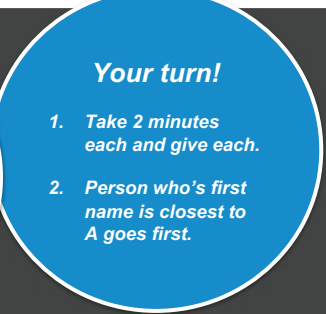 Your turn!
1. Take 2 minutes
each and give each.
2. Person who's first
name is closest to
A goes first.